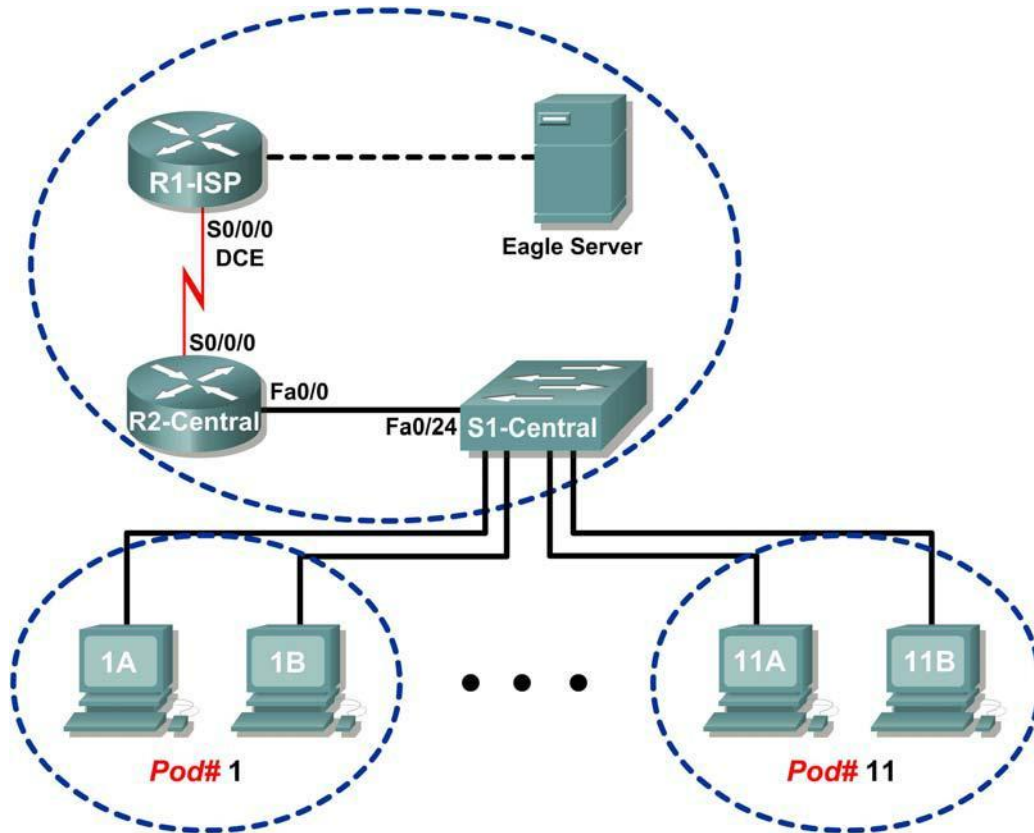 R1-ISP
S0/0/0
DCE
Eagle Server
S0/0/0
R2-Central
Fa0/0
Fa0/24
S1-Central
1A
1B
11A
11B
Pod# 1
Pod# 11